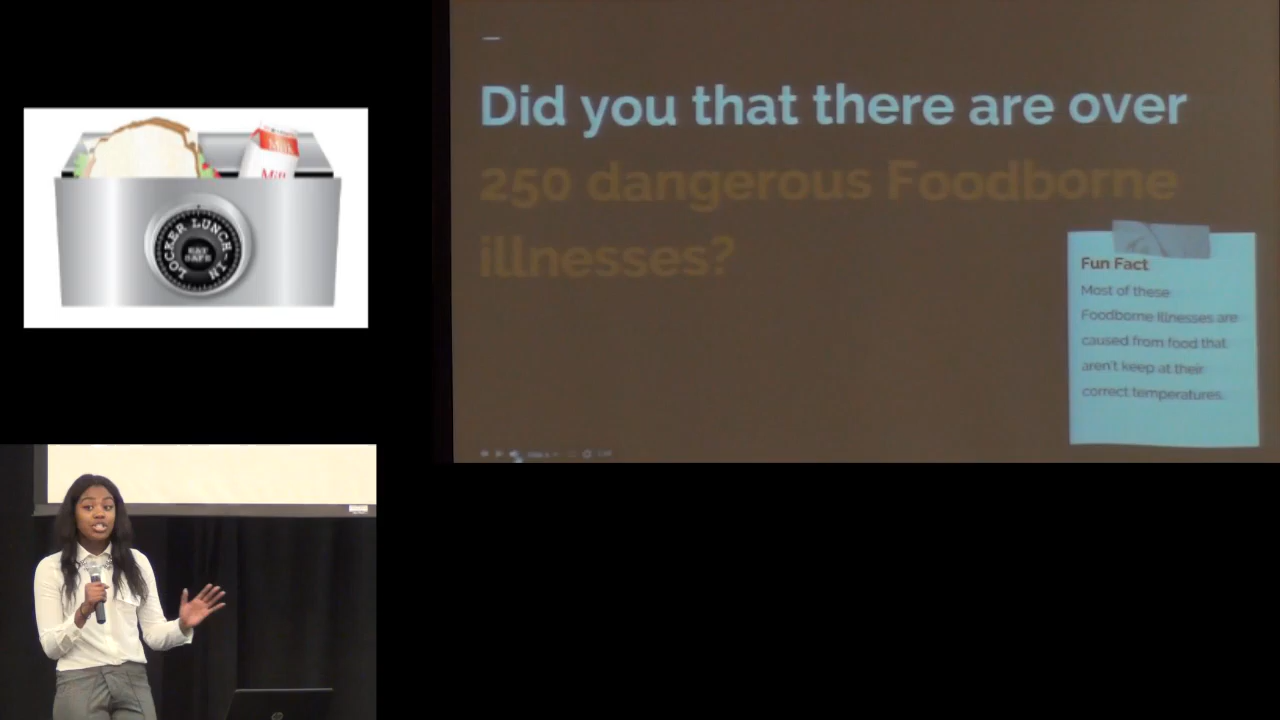 Did you that there are over
250 dangerous Foodborne
illnesses?
Fun Fact
Most of these
Foodborne Illnesses are
caused from food that
aren't keep at their
correct temperatures.
Milk
LOCKER LUNCH-IN
EAT
SAFE
hp